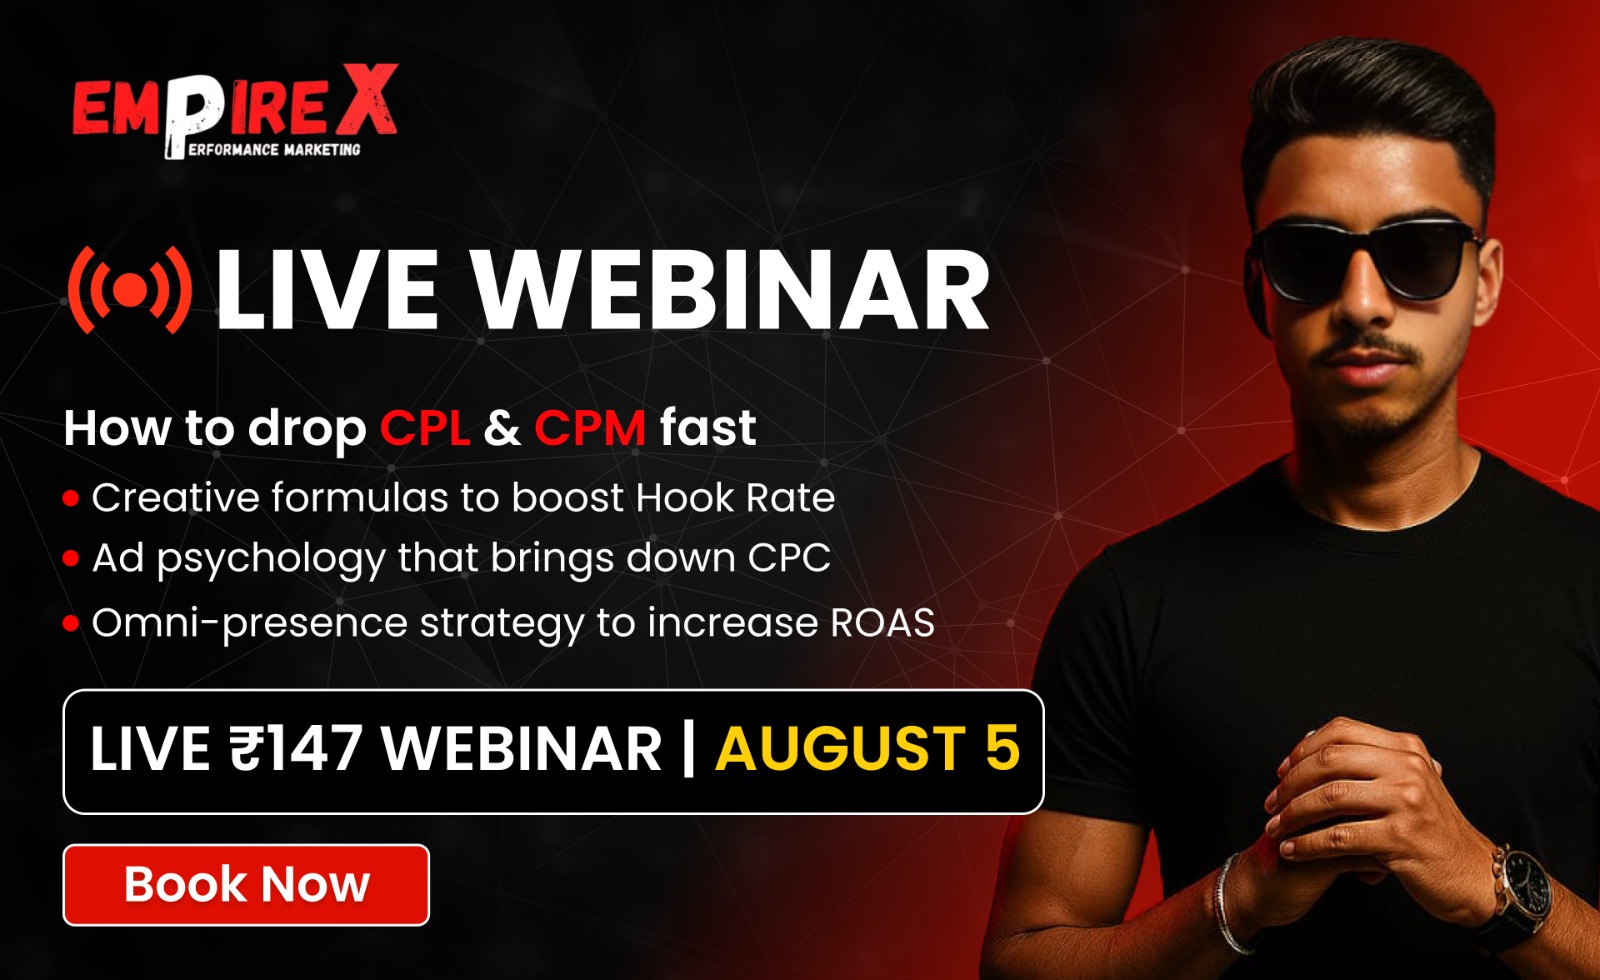 EMPIRE X
PERFORMANCE MARKETING
LIVE WEBINAR
How to drop CPL & CPM fast
Creative formulas to boost Hook Rate
Ad psychology that brings down CPC
Omni-presence strategy to increase ROAS
LIVE ₹147 WEBINAR | AUGUST 5
Book Now